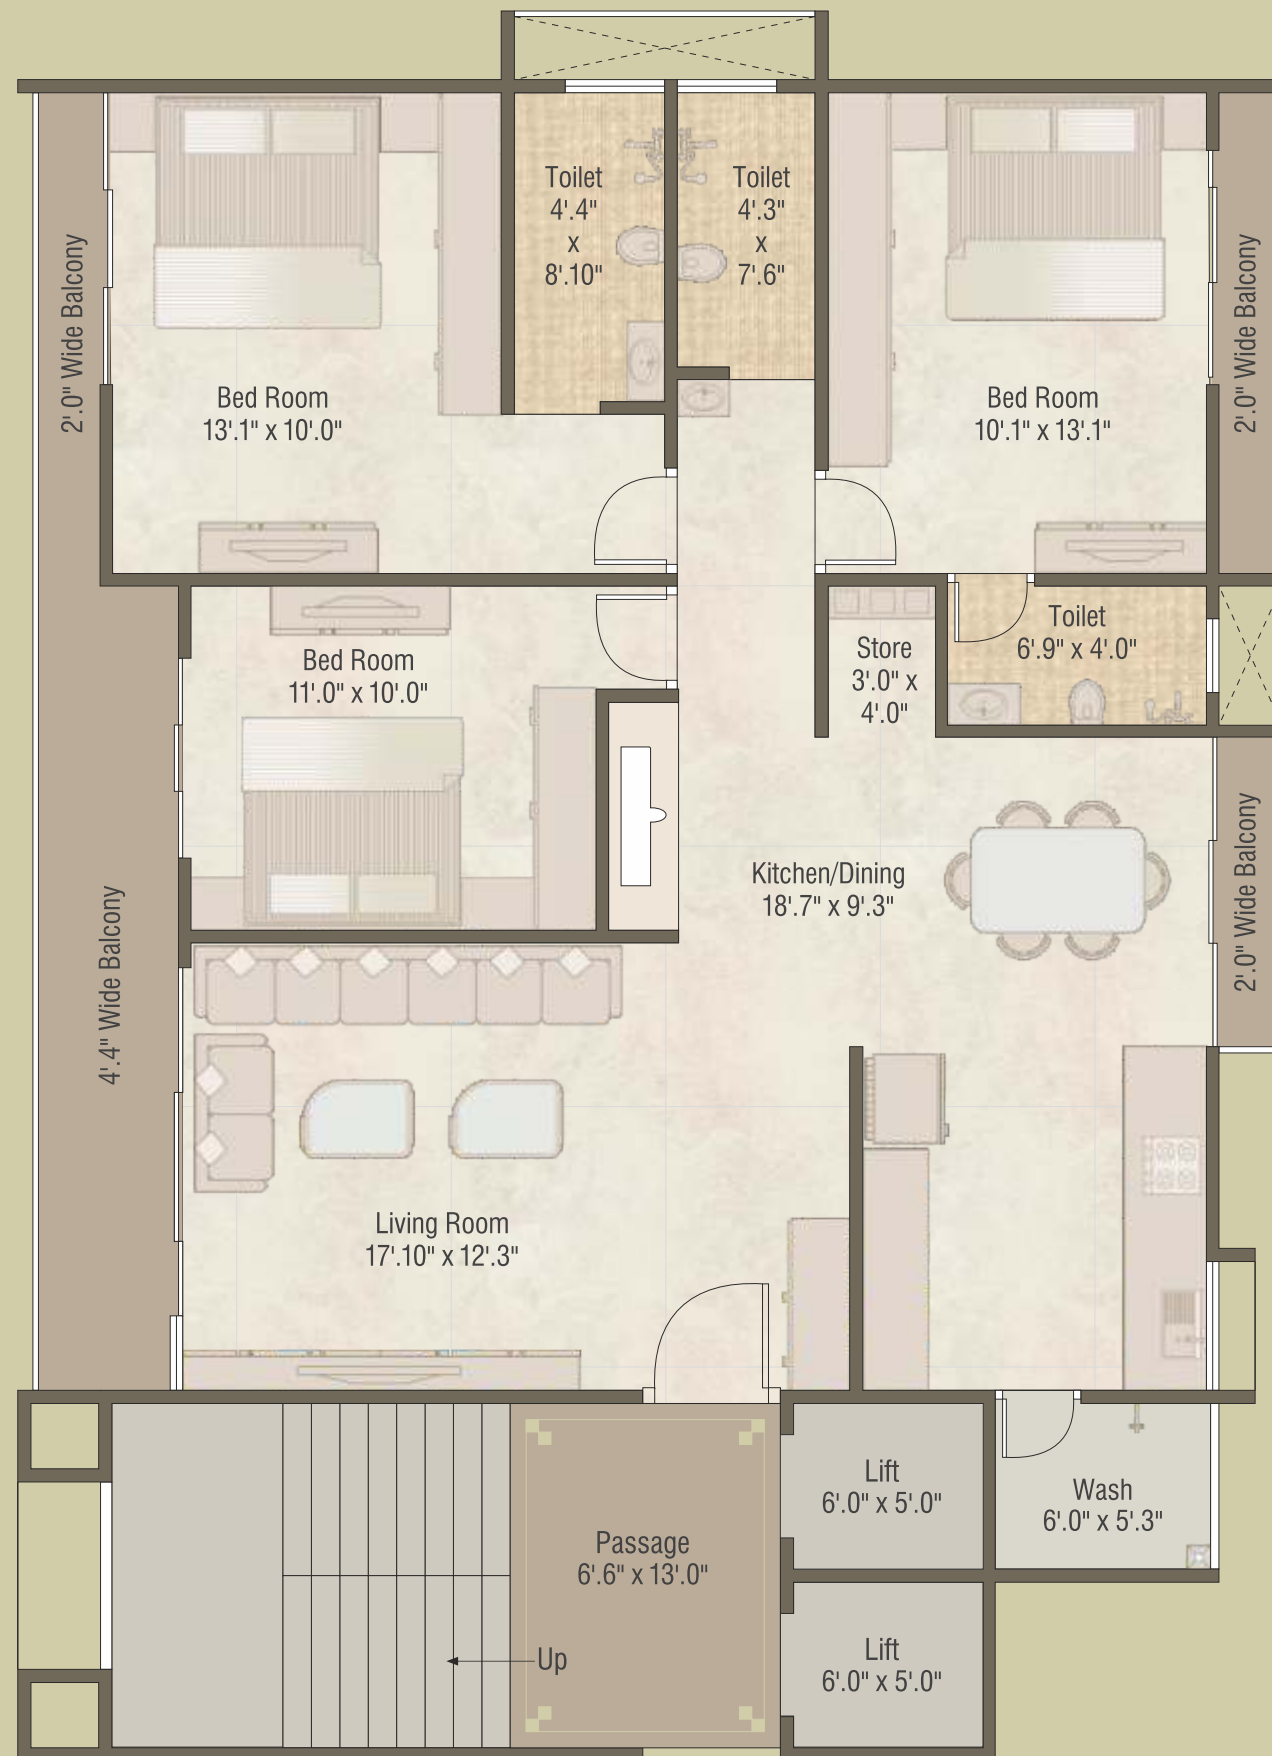 Toilet
4'.4"
x
8'.10"
Toilet
4'.3"
x
7'.6"
2'.0" Wide Balcony
2'.0" Wide Balcony
Bed Room
13'.1" x 10'.0"
Bed Room
10'.1" x 13'.1"
Bed Room
11'.0" x 10'.0"
Store
3'.0" x
4'.0"
Toilet
6'.9" x 4'.0"
Kitchen/Dining
18'.7" x 9'.3"
2'.0" Wide Balcony
4'.4" Wide Balcony
Living Room
17'.10" x 12'.3"
Lift
6'.0" x 5'.0"
Wash
6'.0" x 5'.3"
Passage
6'.6" x 13'.0"
Up
Lift
6'.0" x 5'.0"